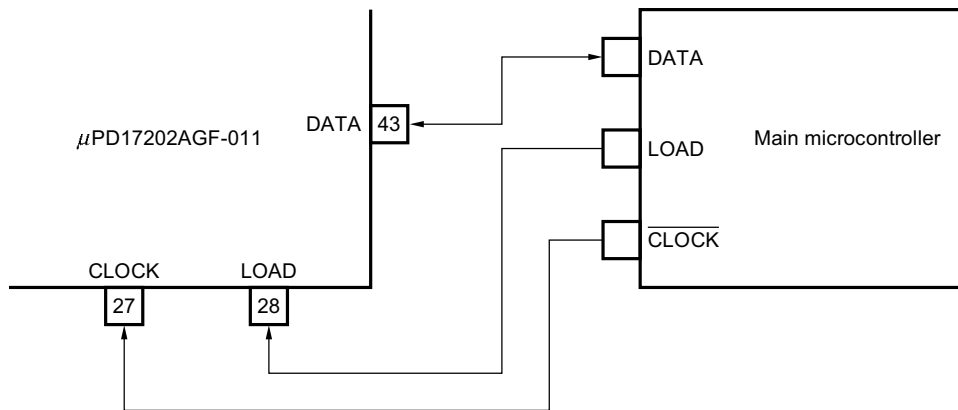 DATA
DATA 43
μPD17202AGF-011
LOAD
Main microcontroller
CLOCK
CLOCK
LOAD
27
28